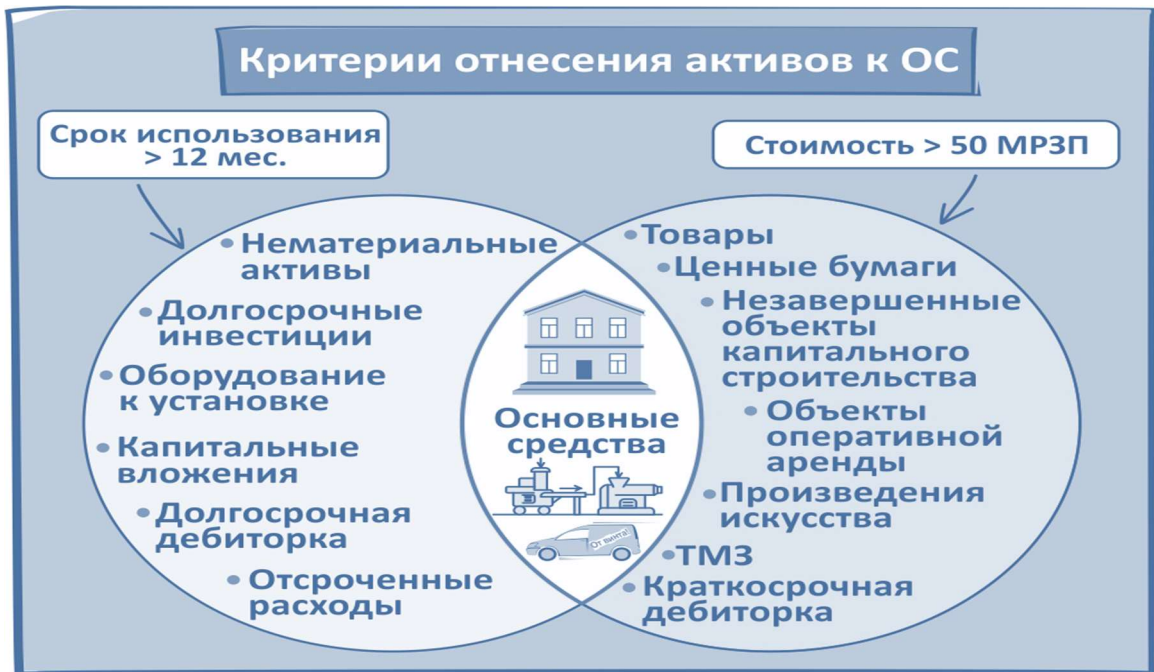 Критерии отнесения активов к ОС
Срок использования
> 12 мес.
Стоимость > 50 МРЗП
• Нематериальные
активы
• Долгосрочные
инвестиции
• Оборудование
к установке
• Капитальные
вложения
• Долгосрочная
дебиторка
• Отсроченные
расходы
Основные
средства
От винта!
• Товары
• Ценные бумаги
• Незавершенные
объекты
капитального
строительства
• Объекты
оперативной
аренды
• Произведения
искусства
• ТМЗ
• Краткосрочная
дебиторка